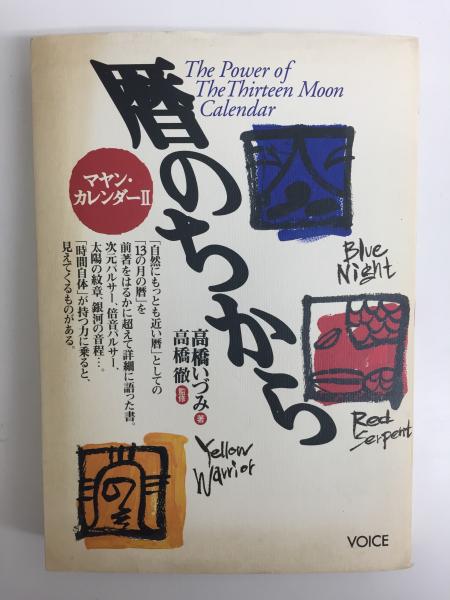 The Power of
The Thirteen Moon
Calendar
暦のちから
マヤン・
カレンダーII
「自然にもっとも近い暦」としての
「13の月の暦」を
前著をはるかに超えて詳細に語った書。
次元パルサー、倍音パルサー、
太陽の紋章、銀河の音程…。
「時間自体」が持つ力に乗ると、
見えてくるものがある。
高橋いづみ 著
高橋徹 監修
Blue
Night
Red
Serpent
Yellow
Warrior
VOICE